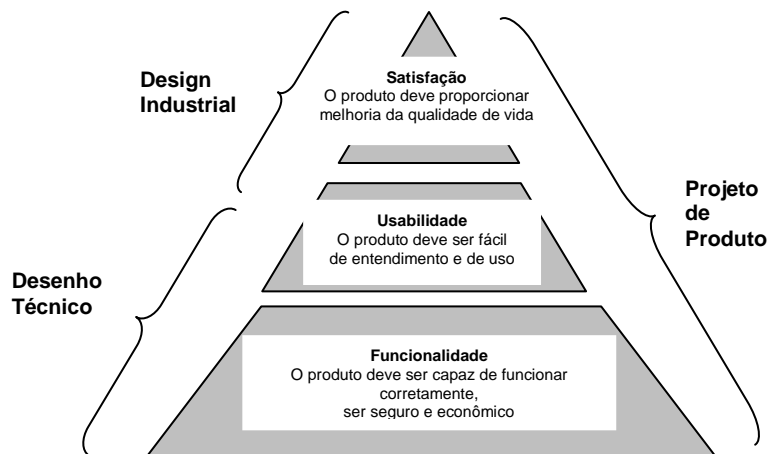 Design
Industrial
Satisfação
O produto deve proporcionar
melhoria da qualidade de vida
Projeto
de
Produto
Usabilidade
O produto deve ser fácil
de entendimento e de uso
Desenho
Técnico
Funcionalidade
O produto deve ser capaz de funcionar
corretamente,
ser seguro e econômico